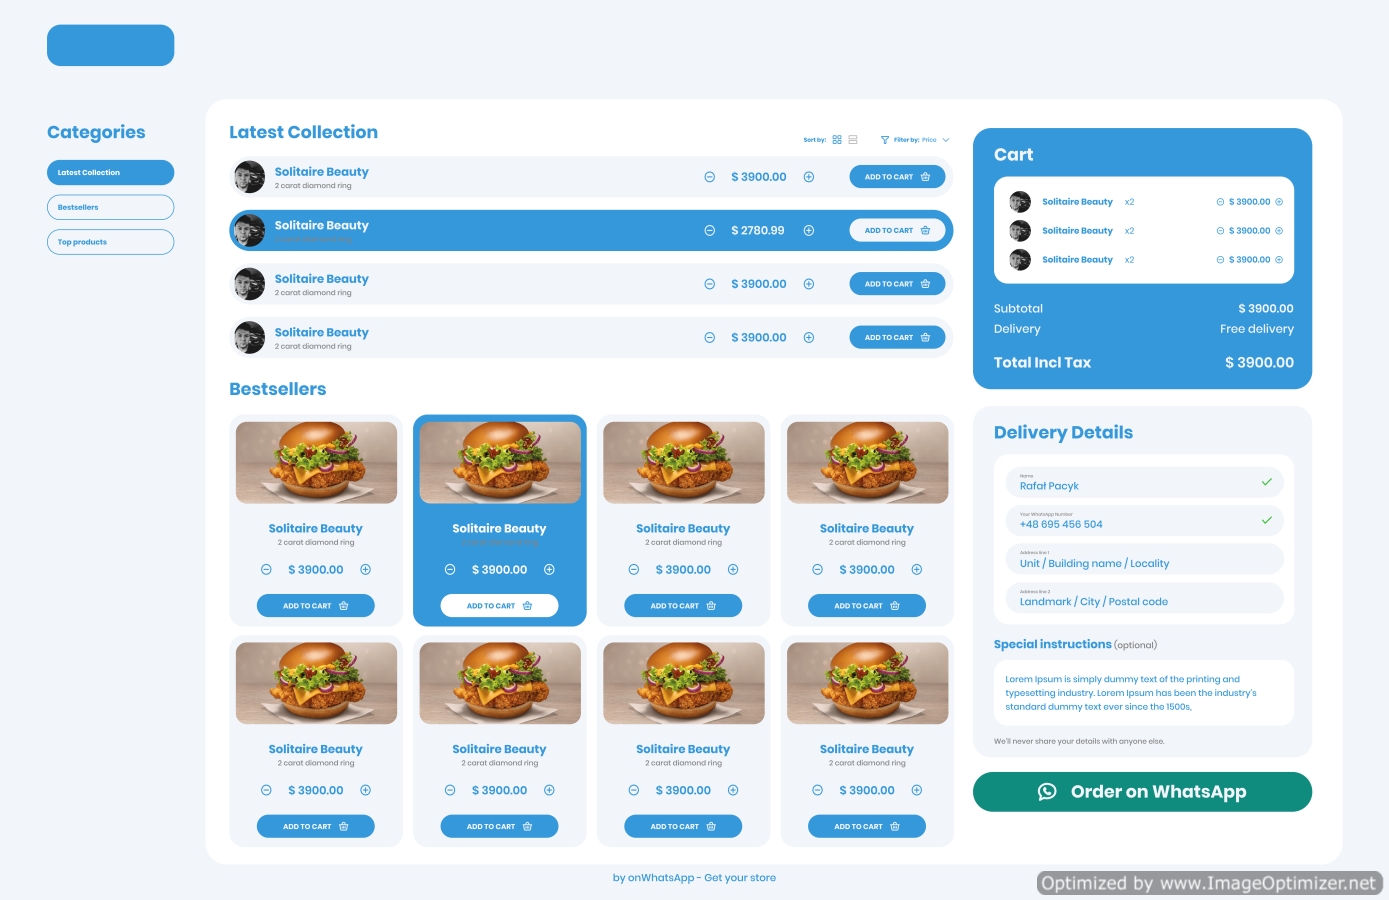 Categories
Latest Collection
Bestsellers
Top products
Latest Collection
Sort by:
Filter by: Price
Solitaire Beauty
2 carat diamond ring
$ 3900.00
ADD TO CART
Solitaire Beauty
2 carat diamond ring
$ 2780.99
ADD TO CART
Solitaire Beauty
2 carat diamond ring
$ 3900.00
ADD TO CART
Solitaire Beauty
2 carat diamond ring
$ 3900.00
ADD TO CART
Bestsellers
Solitaire Beauty
2 carat diamond ring
$ 3900.00
ADD TO CART
Solitaire Beauty
2 carat diamond ring
$ 3900.00
ADD TO CART
Solitaire Beauty
2 carat diamond ring
$ 3900.00
ADD TO CART
Solitaire Beauty
2 carat diamond ring
$ 3900.00
ADD TO CART
Solitaire Beauty
2 carat diamond ring
$ 3900.00
ADD TO CART
Solitaire Beauty
2 carat diamond ring
$ 3900.00
ADD TO CART
Solitaire Beauty
2 carat diamond ring
$ 3900.00
ADD TO CART
Solitaire Beauty
2 carat diamond ring
$ 3900.00
ADD TO CART
Cart
Solitaire Beauty x2 $ 3900.00
Solitaire Beauty x2 $ 3900.00
Solitaire Beauty x2 $ 3900.00
Subtotal $ 3900.00
Delivery Free delivery
Total Incl Tax $ 3900.00
Delivery Details
Name
Rafał Pacyk
Your WhatsApp Number
+48 695 456 504
Address line 1
Unit / Building name / Locality
Address line 2
Landmark / City / Postal code
Special instructions (optional)
Lorem Ipsum is simply dummy text of the printing and
typesetting industry. Lorem Ipsum has been the industry's
standard dummy text ever since the 1500s,
We'll never share your details with anyone else.
Order on WhatsApp
by onWhatsApp - Get your store
Optimized by www.ImageOptimizer.net